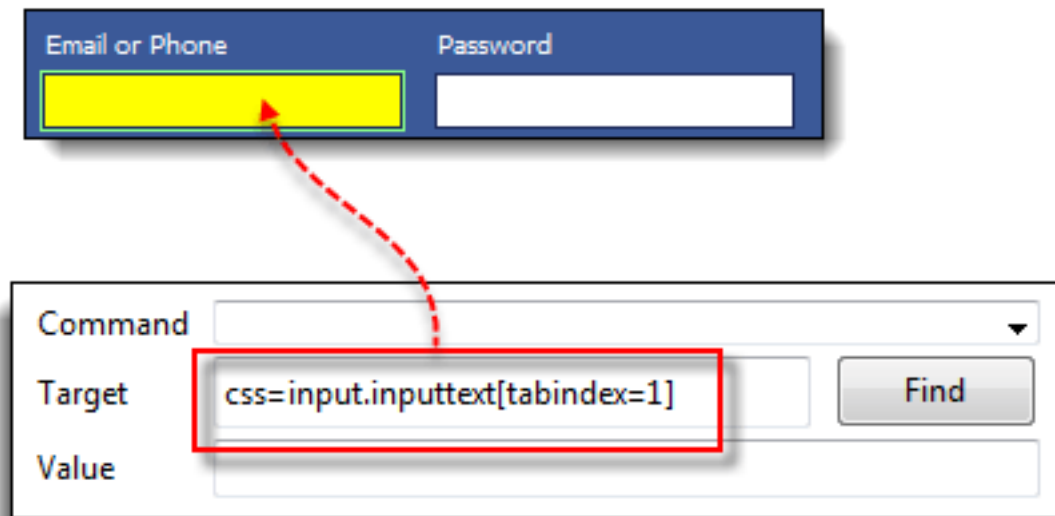 Email or Phone Password
Command
Target css=input.inputtext[tabindex=1] Find
Value